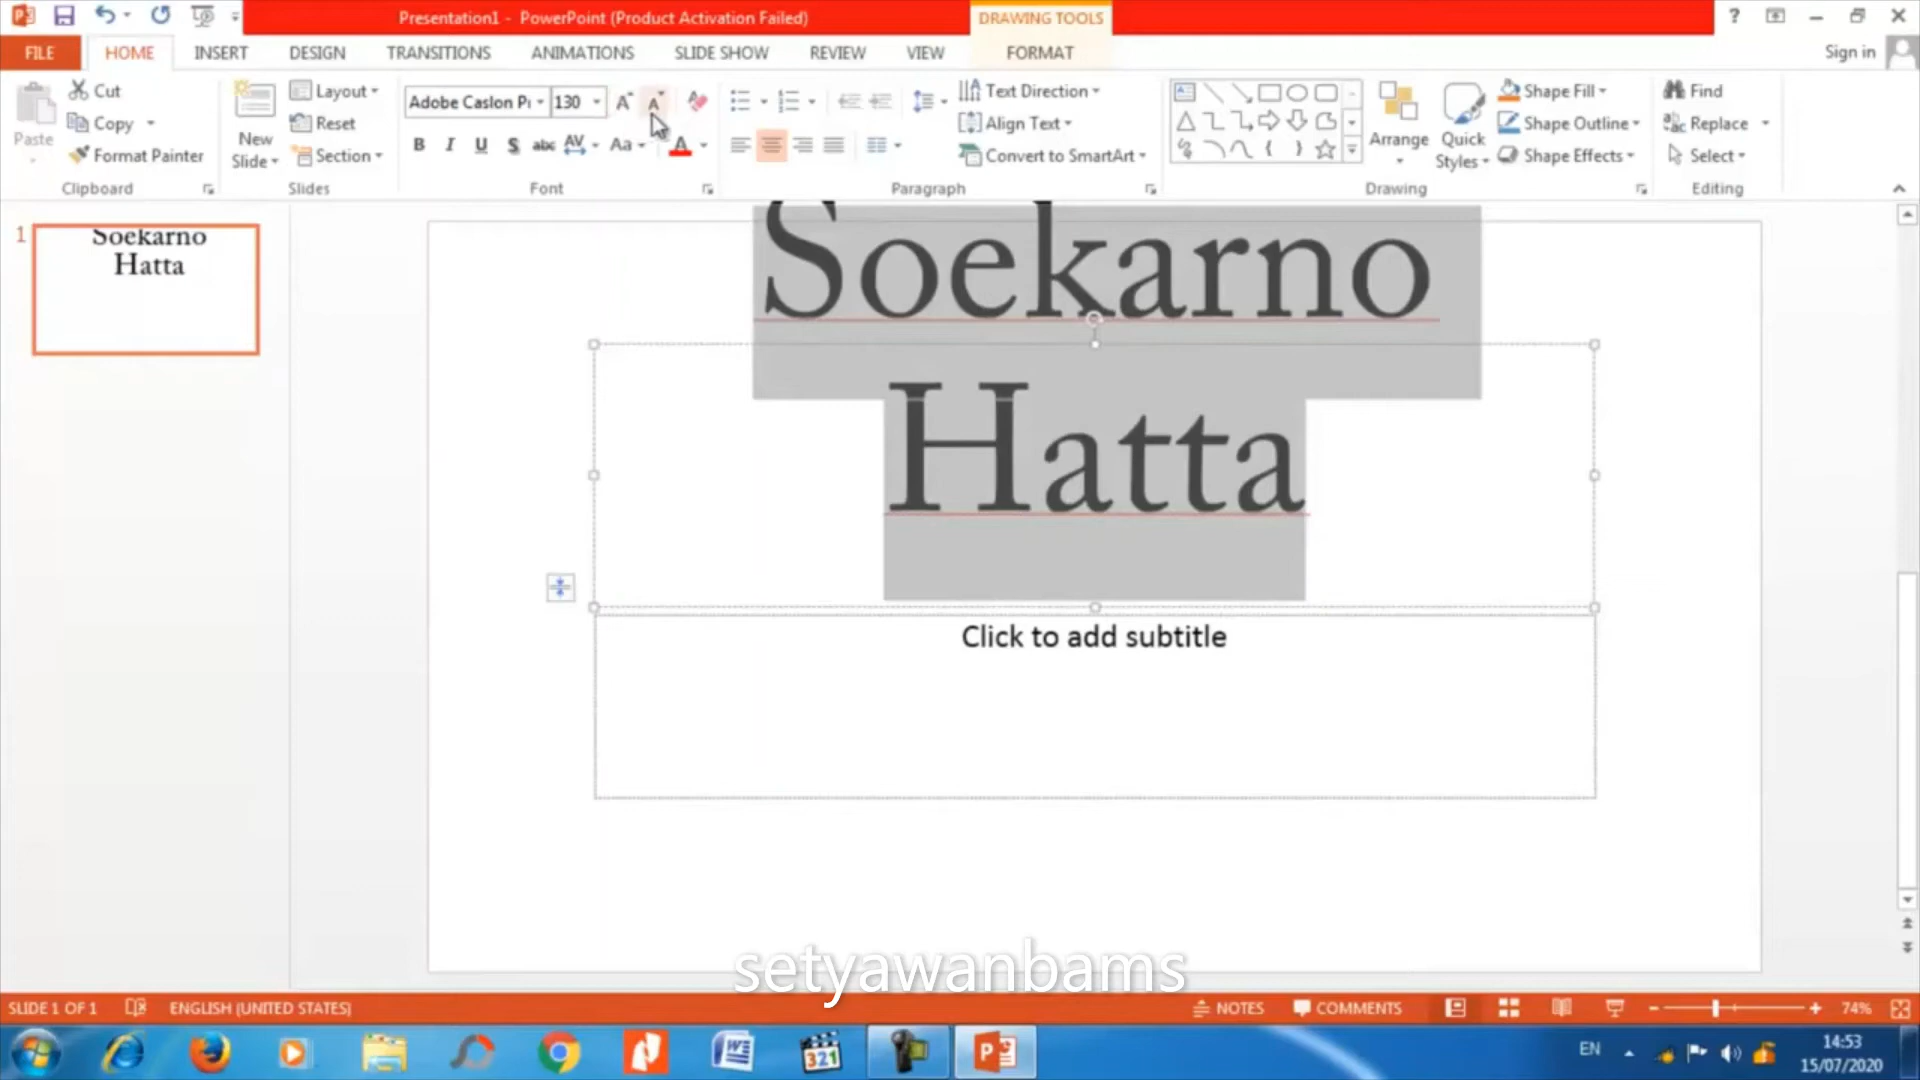 Presentation1 - PowerPoint (Product Activation Failed)
DRAWING TOOLS
?
FILE
HOME
INSERT
DESIGN
TRANSITIONS
ANIMATIONS
SLIDE SHOW
REVIEW
VIEW
FORMAT
Sign in
Paste
Cut
Copy
Format Painter
Clipboard
New Slide
Layout
Reset
Section
Slides
Adobe Caslon P
130
B I U S abc AV Aa A
Font
Text Direction
Align Text
Convert to SmartArt
Paragraph
Arrange
Quick Styles
Shape Fill
Shape Outline
Shape Effects
Drawing
Find
Replace
Select
Editing
1
Soekarno
Hatta
Soekarno
Hatta
Click to add subtitle
setyawanbams
SLIDE 1 OF 1
ENGLISH (UNITED STATES)
NOTES
COMMENTS
74%
321
EN
14:53
15/07/2020